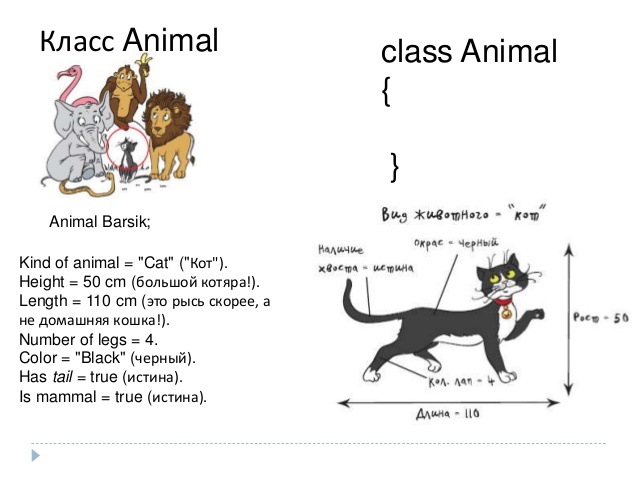 Класс Animal
class Animal
{
}
Animal Barsik;
Kind of animal = "Cat" ("Кот").
Height = 50 cm (большой котяра!).
Length = 110 cm (это рысь скорее, а
не домашняя кошка!).
Number of legs = 4.
Color = "Black" (черный).
Has tail = true (истина).
Is mammal = true (истина).
Вид животного - "кот"
окрас - черный
Наличие
хвоста - истина
Рост - 50
Кол. лап - 4
Длина - 110